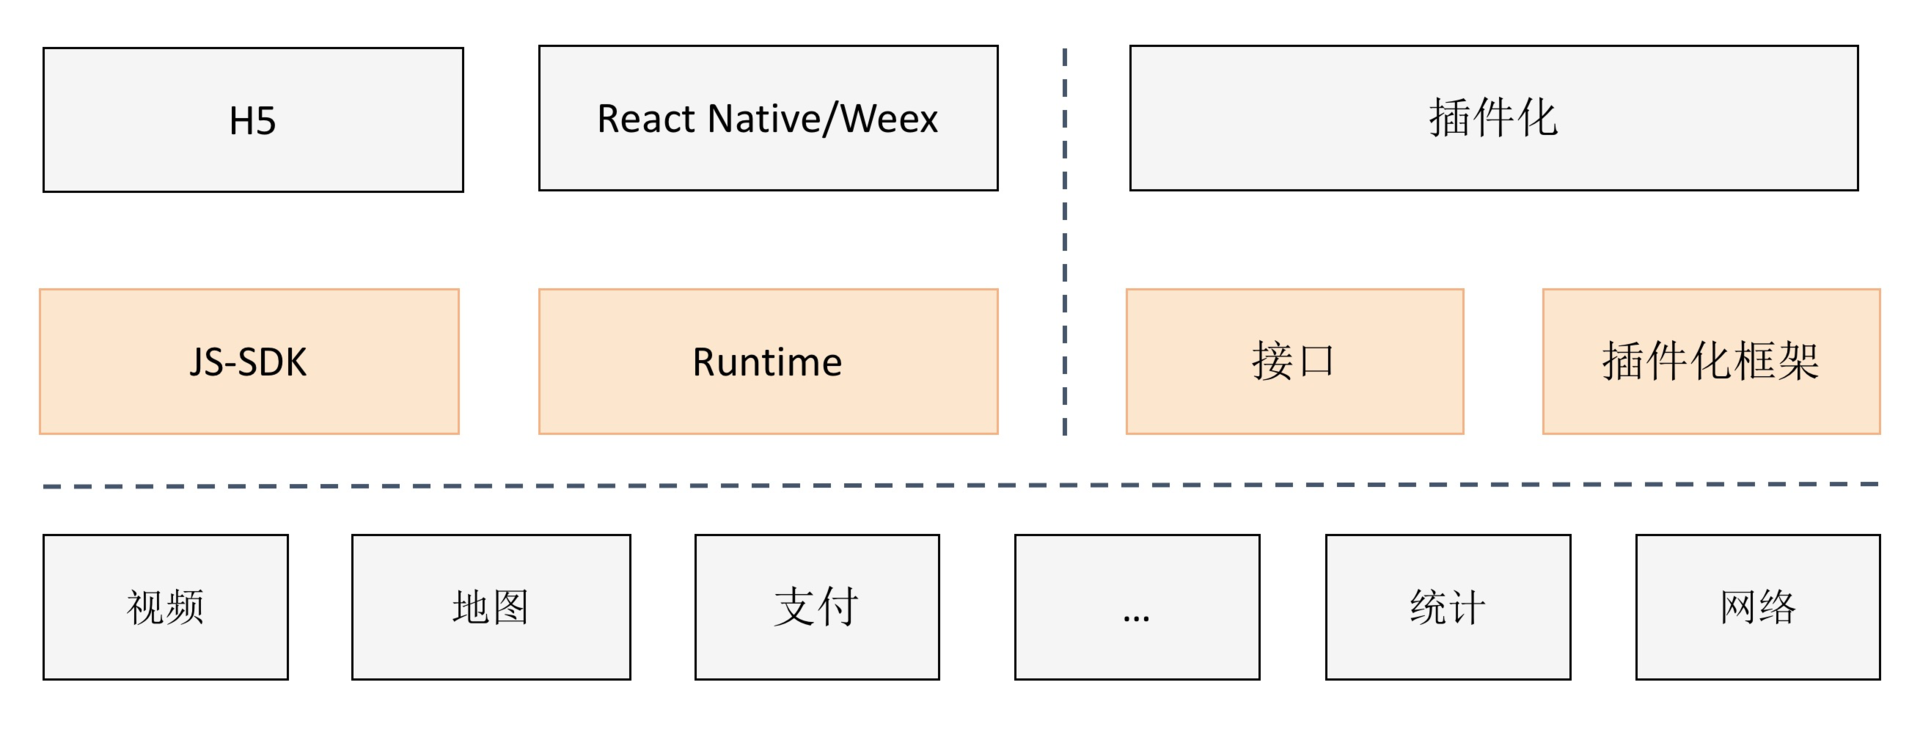 H5
React Native/Weex
插件化
JS-SDK
Runtime
接口
插件化框架
视频
地图
支付
...
统计
网络